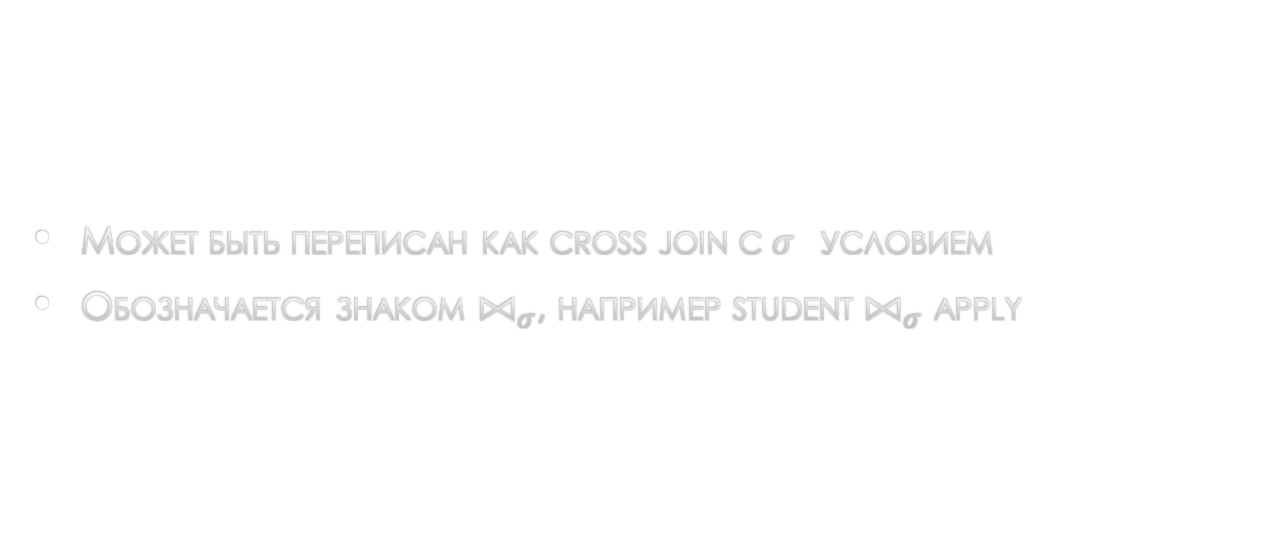 Может быть переписан как cross join с σ условием
Обозначается знаком ⋈σ, например student ⋈σ apply